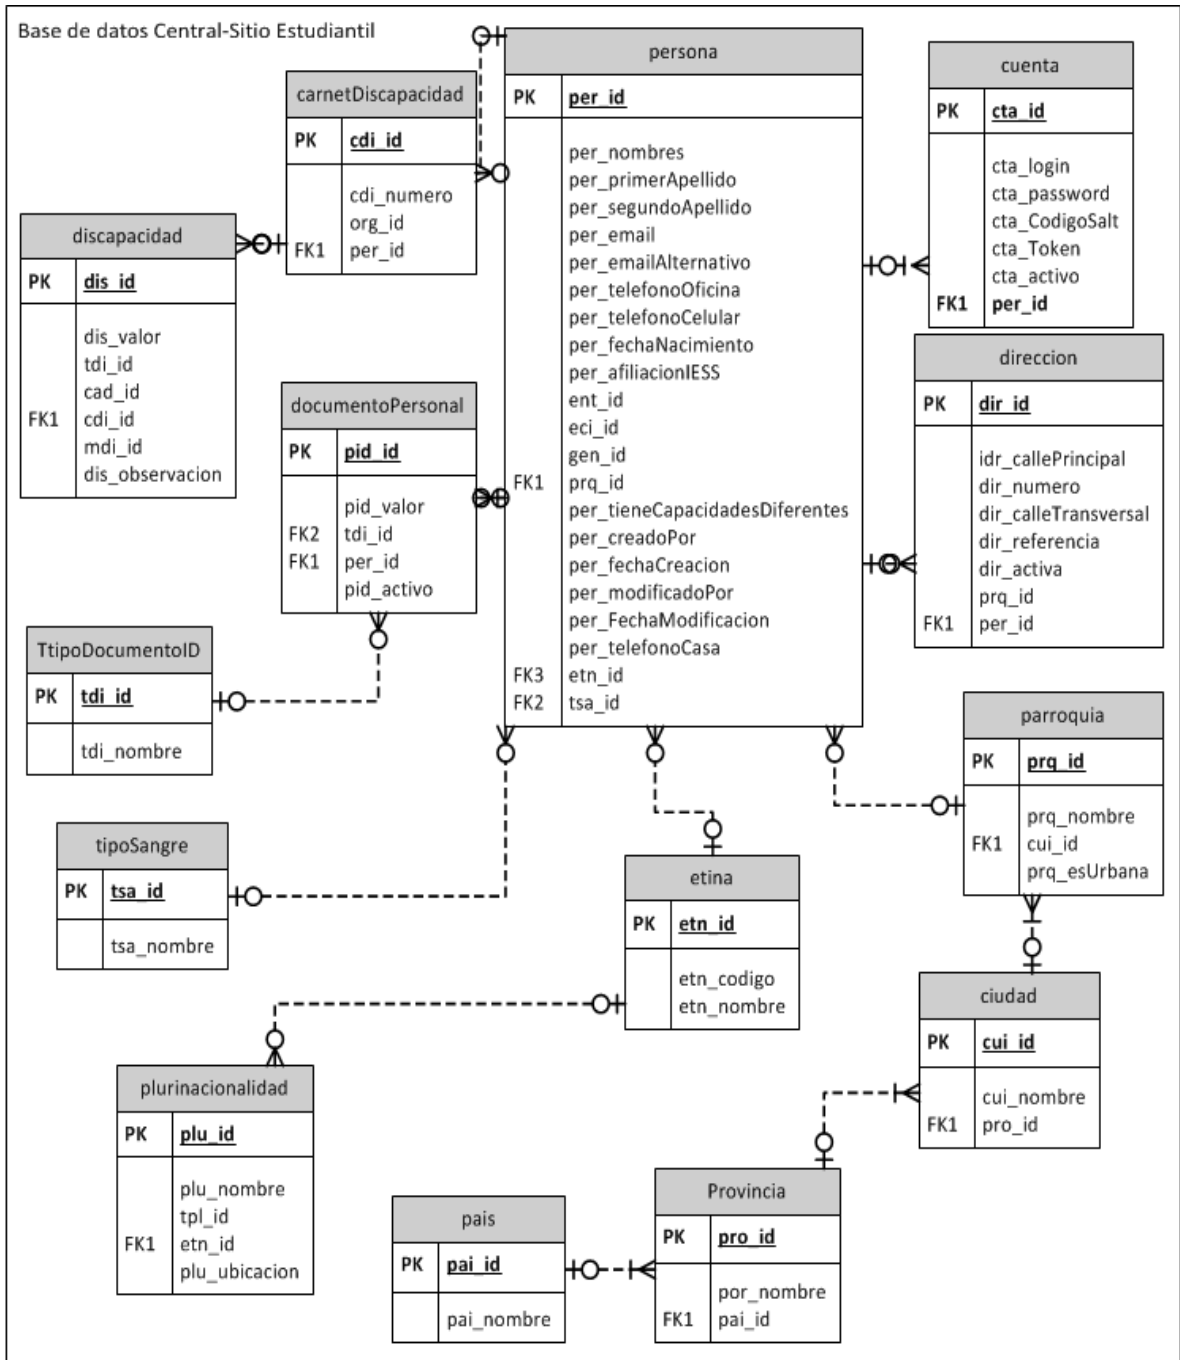 Base de datos Central-Sitio Estudiantil
persona
PK per_id
per_nombres
per_primerApellido
per_segundoApellido
per_email
per_emailAlternativo
per_telefonoOficina
per_telefonoCelular
per_fechaNacimiento
per_afiliacionIESS
ent_id
eci_id
gen_id
FK1 prq_id
per_tieneCapacidadesDiferentes
per_creadoPor
per_fechaCreacion
per_modificadoPor
per_FechaModificacion
per_telefonoCasa
FK3 etn_id
FK2 tsa_id
cuenta
PK cta_id
cta_login
cta_password
cta_CodigoSalt
cta_Token
cta_activo
FK1 per_id
carnetDiscapacidad
PK cdi_id
cdi_numero
org_id
FK1 per_id
discapacidad
PK dis_id
dis_valor
tdi_id
cad_id
FK1 cdi_id
mdi_id
dis_observacion
direccion
PK dir_id
idr_callePrincipal
dir_numero
dir_calleTransversal
dir_referencia
dir_activa
prq_id
FK1 per_id
documentoPersonal
PK pid_id
pid_valor
FK2 tdi_id
FK1 per_id
pid_activo
TtipoDocumentoID
PK tdi_id
tdi_nombre
parroquia
PK prq_id
prq_nombre
FK1 cui_id
prq_esUrbana
tipoSangre
PK tsa_id
tsa_nombre
etina
PK etn_id
etn_codigo
etn_nombre
ciudad
PK cui_id
cui_nombre
FK1 pro_id
plurinacionalidad
PK plu_id
plu_nombre
tpl_id
FK1 etn_id
plu_ubicacion
Provincia
PK pro_id
por_nombre
FK1 pai_id
pais
PK pai_id
pai_nombre